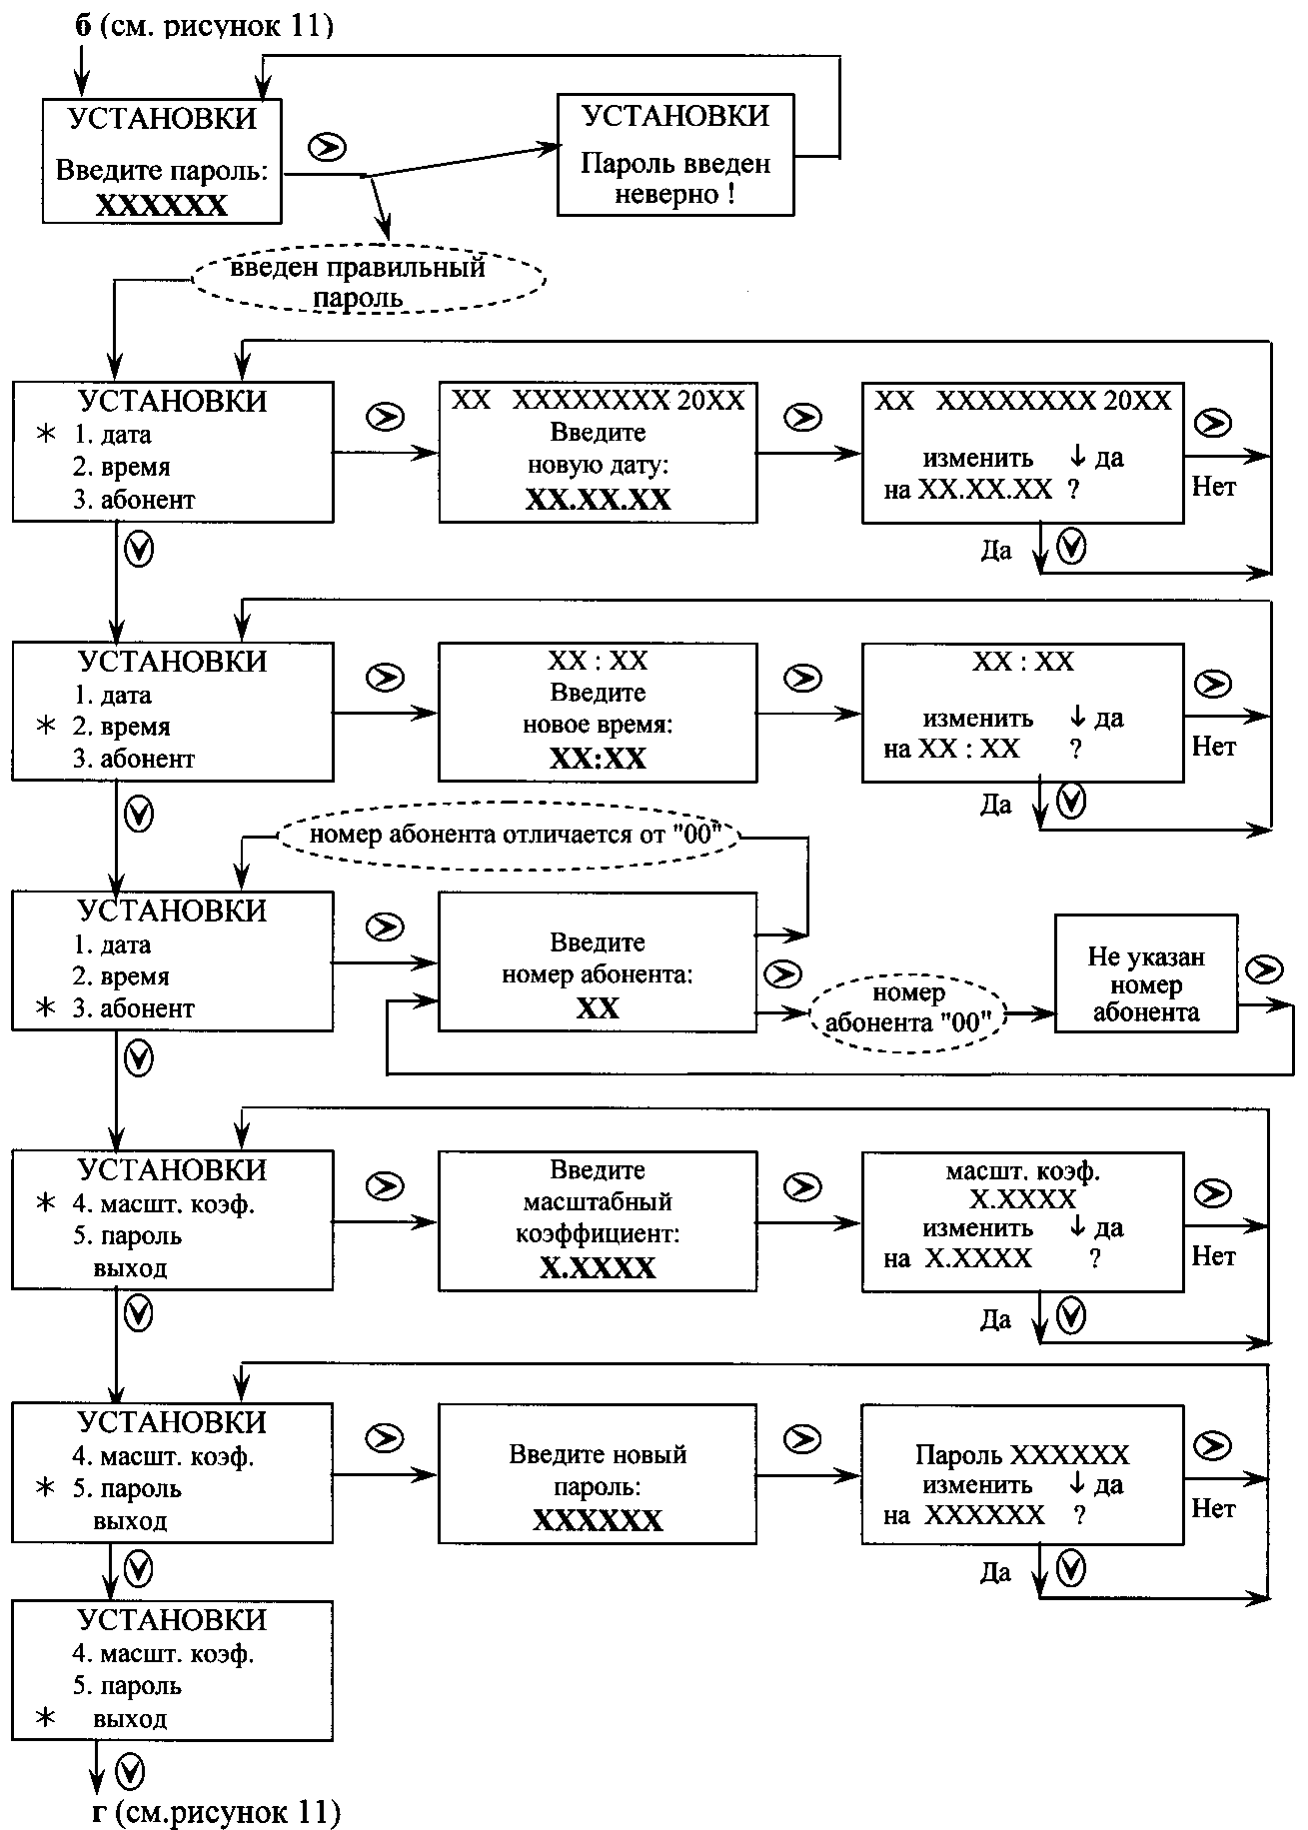 б (см. рисунок 11)
УСТАНОВКИ
Введите пароль:
XXXXXX
УСТАНОВКИ
Пароль введен
неверно !
введен правильный
пароль
УСТАНОВКИ
* 1. дата
2. время
3. абонент
XX XXXXXXXX 20XX
Введите
новую дату:
XX.XX.XX
XX XXXXXXXX 20XX
изменить ↓ да
на XX.XX.XX ?
Нет
Да
УСТАНОВКИ
1. дата
* 2. время
3. абонент
XX : XX
Введите
новое время:
XX:XX
XX : XX
изменить ↓ да
на XX : XX ?
Нет
Да
номер абонента отличается от "00"
УСТАНОВКИ
1. дата
2. время
* 3. абонент
Введите
номер абонента:
XX
номер
абонента "00"
Не указан
номер
абонента
УСТАНОВКИ
* 4. масшт. коэф.
5. пароль
выход
Введите
масштабный
коэффициент:
X.XXXX
масшт. коэф.
X.XXXX
изменить ↓ да
на X.XXXX ?
Нет
Да
УСТАНОВКИ
4. масшт. коэф.
* 5. пароль
выход
Введите новый
пароль:
XXXXXX
Пароль XXXXXX
изменить ↓ да
на XXXXXX ?
Нет
Да
УСТАНОВКИ
4. масшт. коэф.
5. пароль
* выход
г (см.рисунок 11)